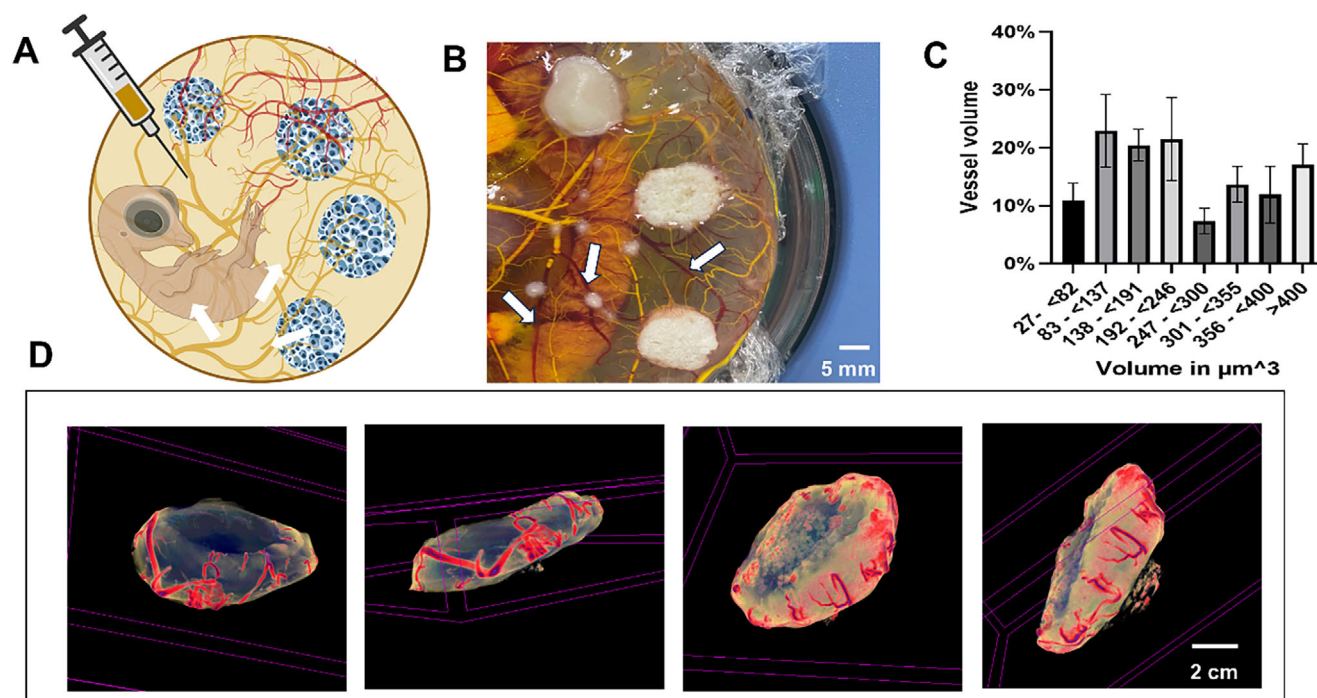 A
B
5 mm
C
40%
30%
20%
10%
0%
Vessel volume
27- <82
83 - <137
138 - <191
192 - <246
247 - <300
301 - <355
356 - <400
>400
Volume in µm^3
D
2 cm